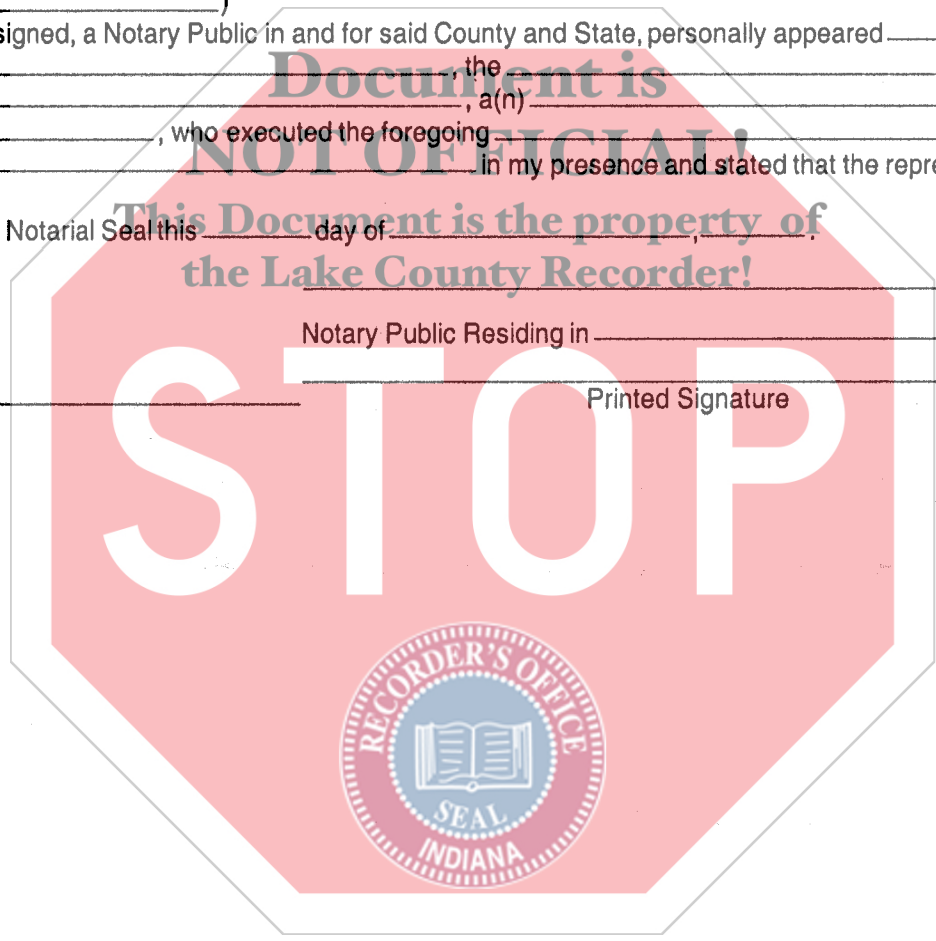 )
signed, a Notary Public in and for said County and State, personally appeared
Document is
, the
, a(n)
, who executed the foregoing
NOT OFFICIAL!
in my presence and stated that the repre
This Document is the property of
Notarial Seal this day of , .
the Lake County Recorder!
Notary Public Residing in
Printed Signature
STOP
RECORDER'S OFFICE
SEAL
INDIANA